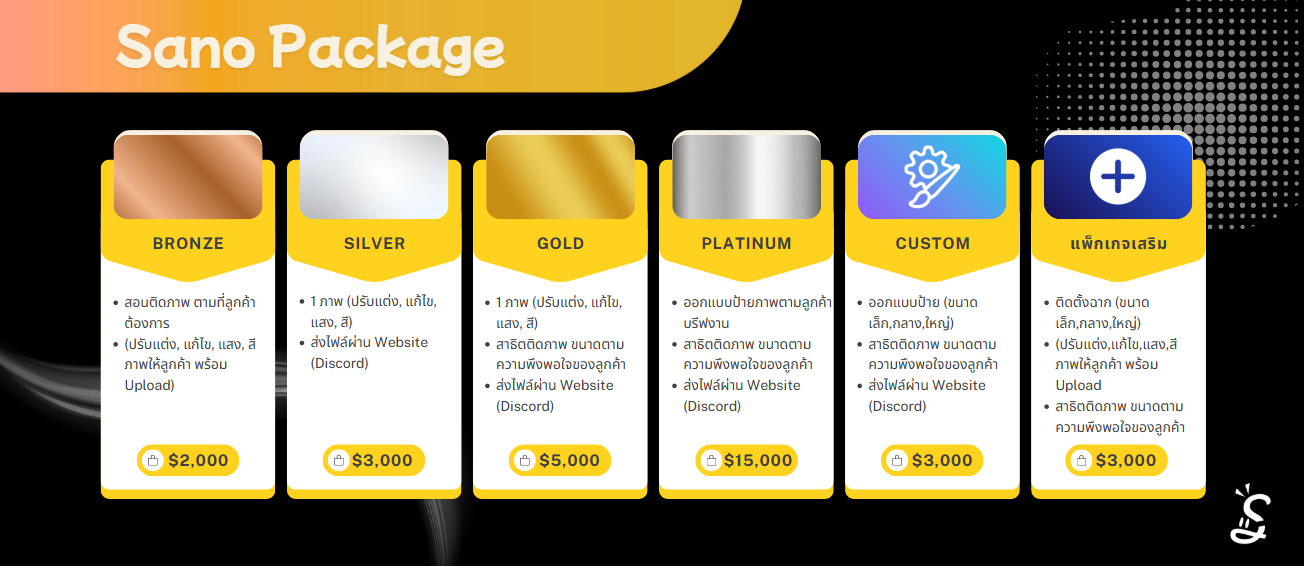 Sano Package
BRONZE
• สอนติดภาพ ตามที่ลูกค้า
ต้องการ
• (ปรับแต่ง, แก้ไข, แสง, สี
ภาพให้ลูกค้า พร้อม
Upload)
$2,000
SILVER
• 1 ภาพ (ปรับแต่ง, แก้ไข,
แสง, สี)
• ส่งไฟล์ผ่าน Website
(Discord)
$3,000
GOLD
• 1 ภาพ (ปรับแต่ง, แก้ไข,
แสง, สี)
• สาธิตติดภาพ ขนาดตาม
ความพึงพอใจของลูกค้า
• ส่งไฟล์ผ่าน Website
(Discord)
$5,000
PLATINUM
• ออกแบบป้ายภาพตามลูกค้า
บรีฟงาน
• สาธิตติดภาพ ขนาดตาม
ความพึงพอใจของลูกค้า
• ส่งไฟล์ผ่าน Website
(Discord)
$15,000
CUSTOM
• ออกแบบป้าย (ขนาด
เล็ก,กลาง,ใหญ่)
• สาธิตติดภาพ ขนาดตาม
ความพึงพอใจของลูกค้า
• ส่งไฟล์ผ่าน Website
(Discord)
$3,000
แพ็กเกจเสริม
• ติดตั้งฉาก (ขนาด
เล็ก,กลาง,ใหญ่)
• (ปรับแต่ง,แก้ไข,แสง,สี
ภาพให้ลูกค้า พร้อม
Upload
• สาธิตติดภาพ ขนาดตาม
ความพึงพอใจของลูกค้า
$3,000